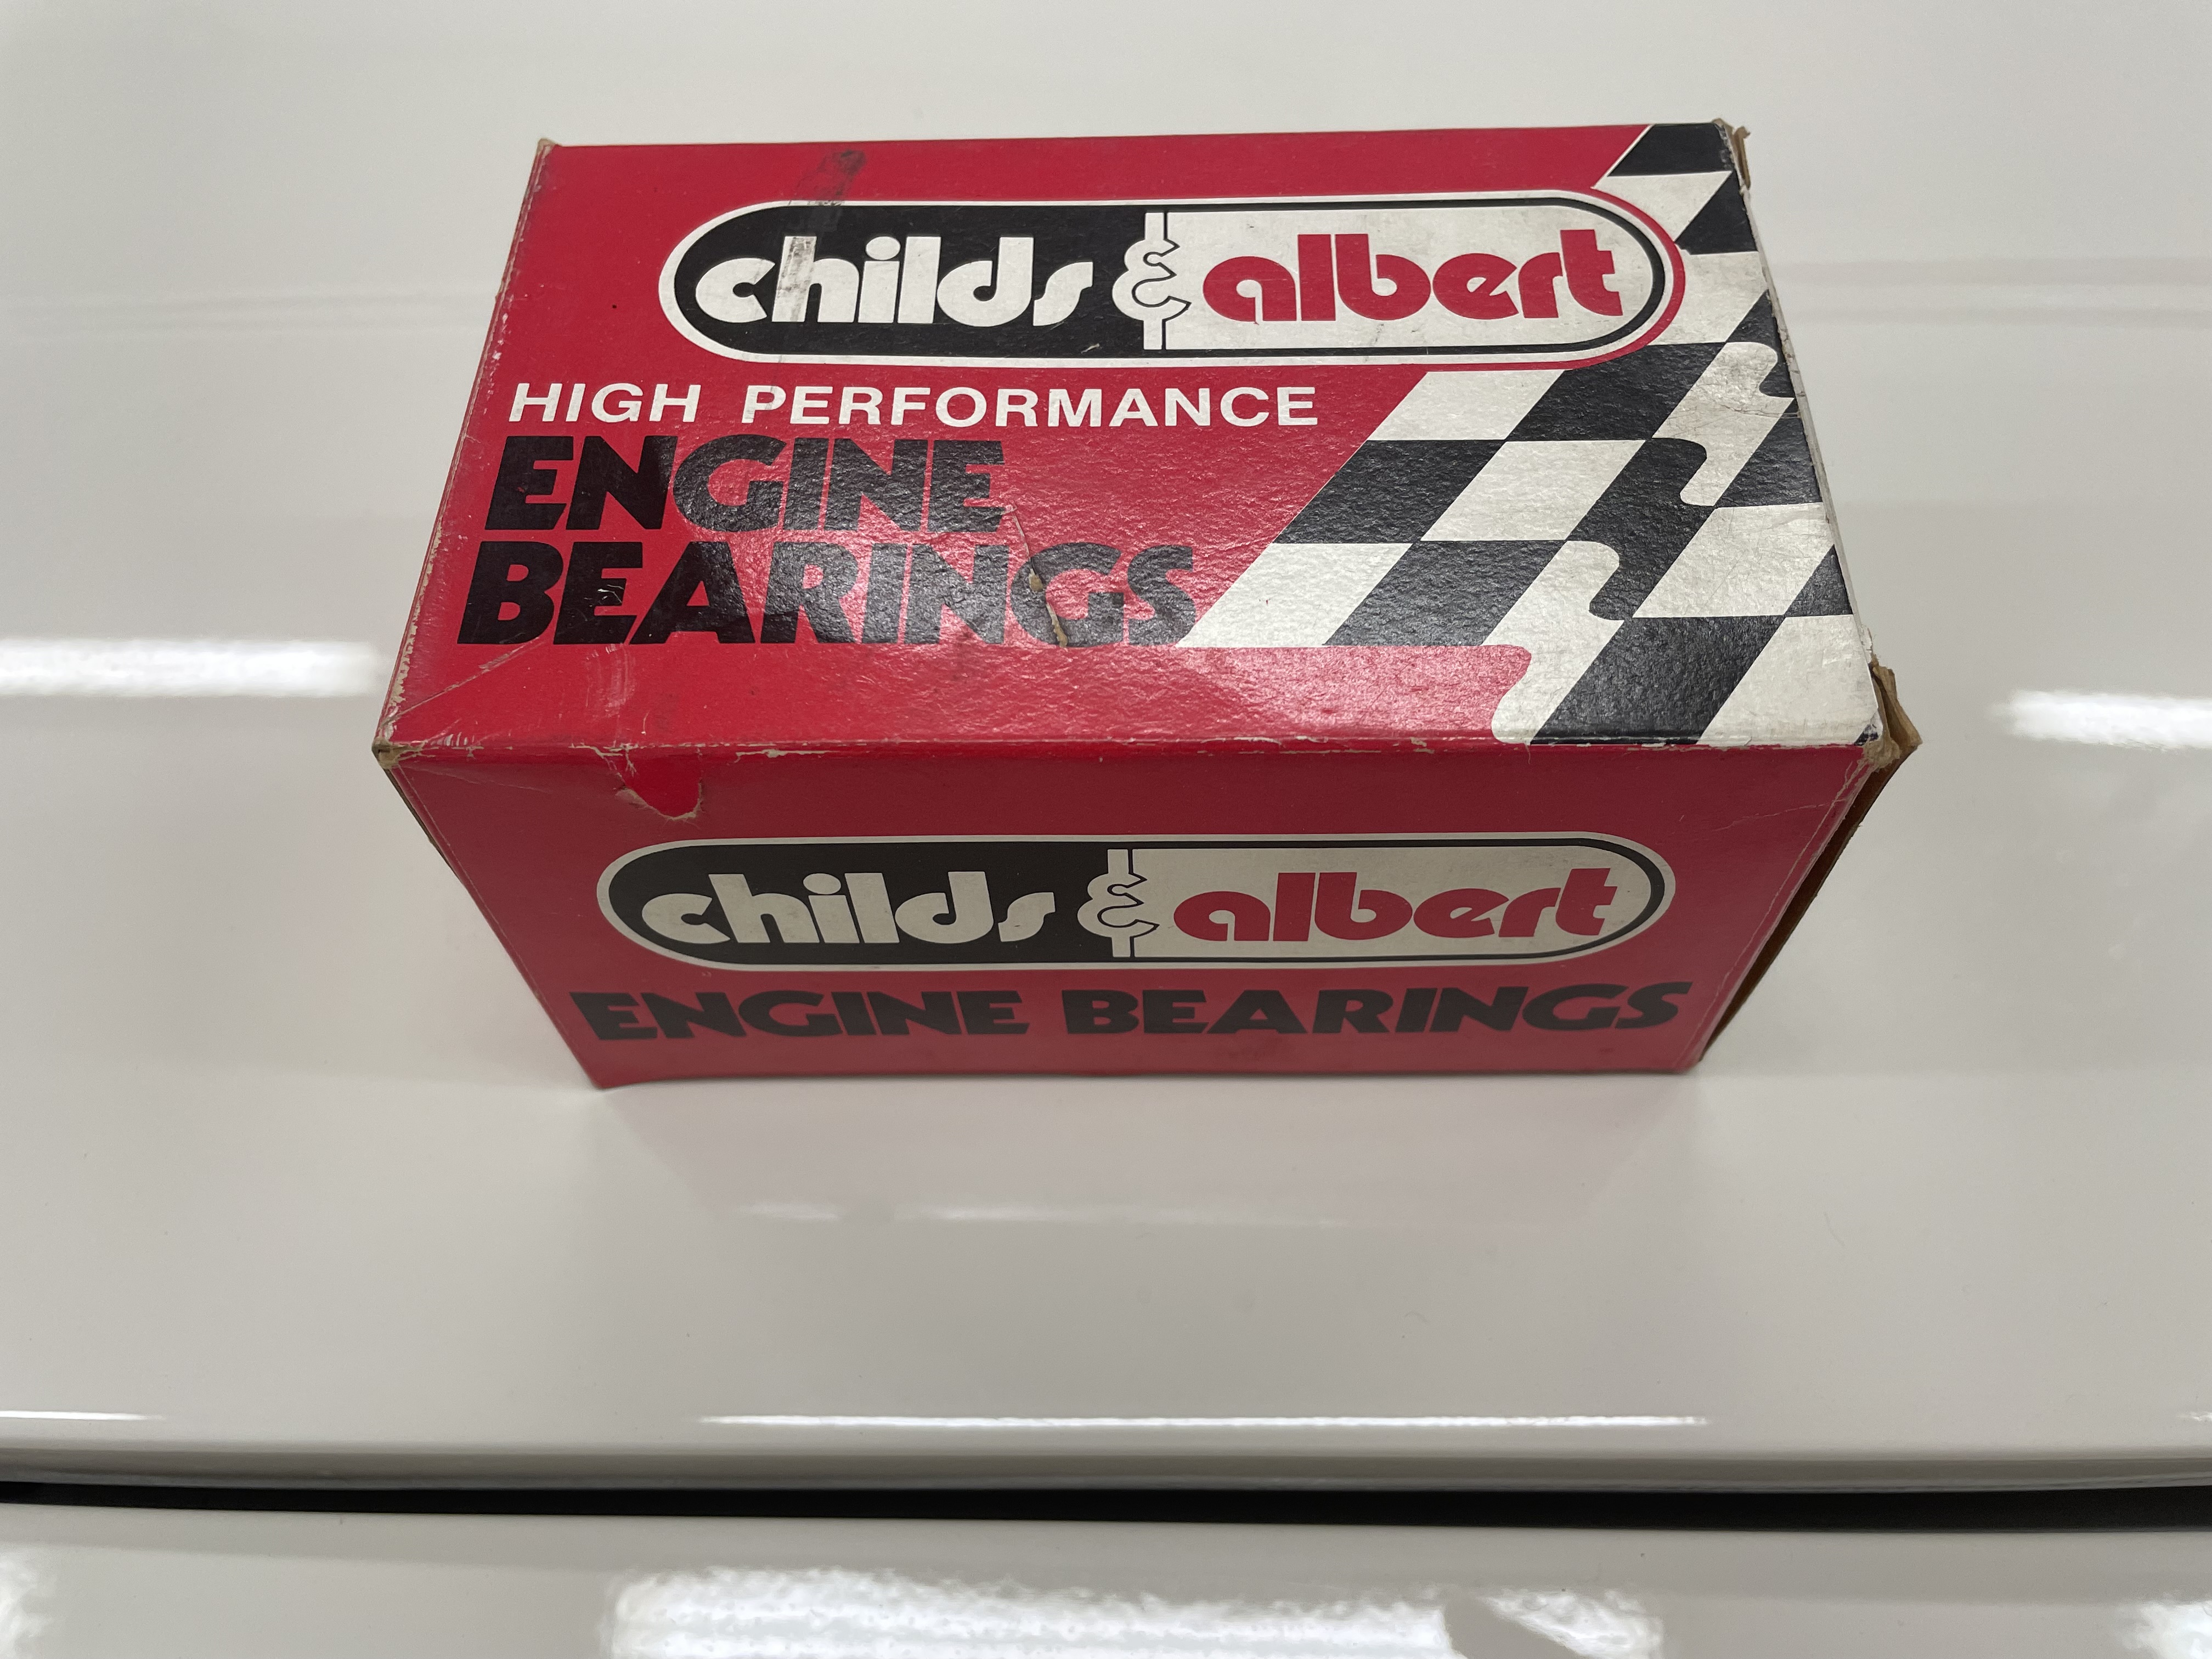 childs & albert
HIGH PERFORMANCE
ENGINE
BEARINGS
childs & albert
ENGINE BEARINGS